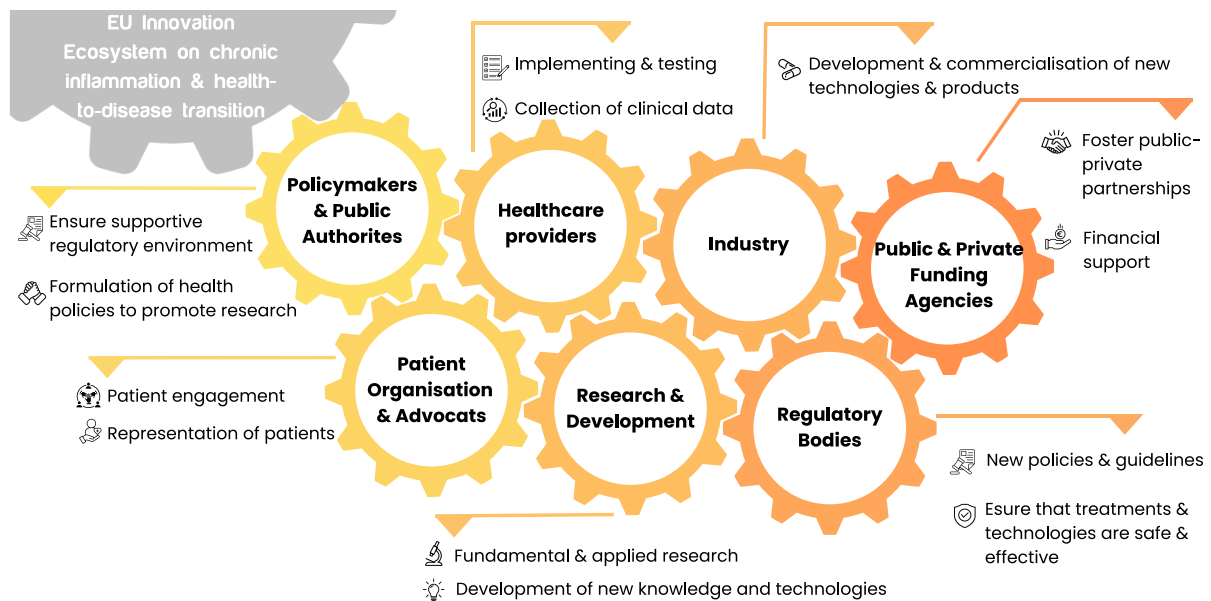 EU Innovation
Ecosystem on chronic
inflammation & health-
to-disease transition
Implementing & testing
Collection of clinical data
Development & commercialisation of new
technologies & products
Foster public-
private
partnerships
Financial
support
Policymakers
& Public
Authorites
Healthcare
providers
Industry
Public & Private
Funding
Agencies
Ensure supportive
regulatory environment
Formulation of health
policies to promote research
Patient
Organisation
& Advocats
Research &
Development
Regulatory
Bodies
Patient engagement
Representation of patients
New policies & guidelines
Esure that treatments &
technologies are safe &
effective
Fundamental & applied research
Development of new knowledge and technologies